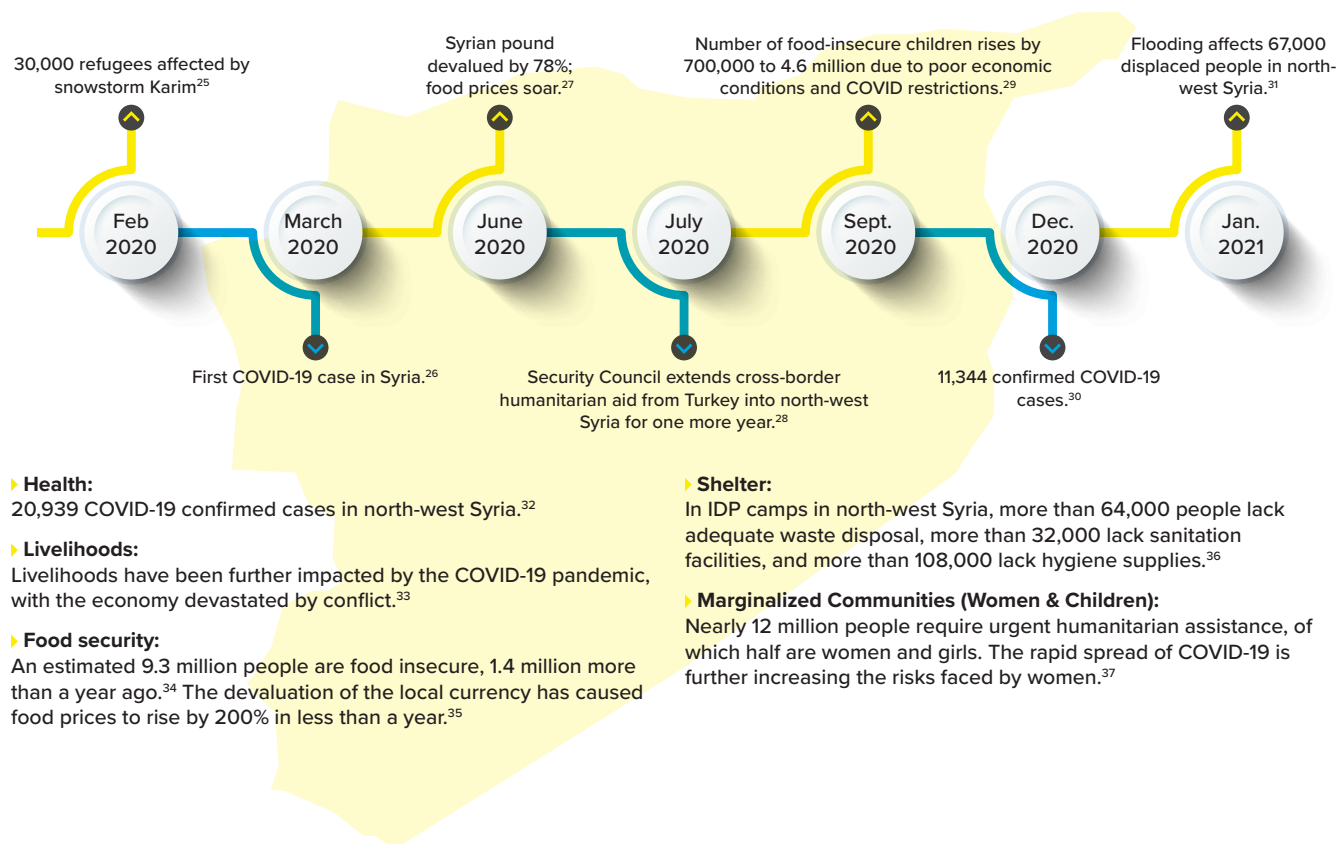 30,000 refugees affected by
snowstorm Karim²⁵
Syrian pound
devalued by 78%;
food prices soar.²⁷
Number of food-insecure children rises by
700,000 to 4.6 million due to poor economic
conditions and COVID restrictions.²⁹
Flooding affects 67,000
displaced people in north-
west Syria.³¹
Feb
2020
March
2020
June
2020
July
2020
Sept.
2020
Dec.
2020
Jan.
2021
First COVID-19 case in Syria.²⁶
Security Council extends cross-border
humanitarian aid from Turkey into north-west
Syria for one more year.²⁸
11,344 confirmed COVID-19
cases.³⁰
Health:
20,939 COVID-19 confirmed cases in north-west Syria.³²
Livelihoods:
Livelihoods have been further impacted by the COVID-19 pandemic,
with the economy devastated by conflict.³³
Food security:
An estimated 9.3 million people are food insecure, 1.4 million more
than a year ago.³⁴ The devaluation of the local currency has caused
food prices to rise by 200% in less than a year.³⁵
Shelter:
In IDP camps in north-west Syria, more than 64,000 people lack
adequate waste disposal, more than 32,000 lack sanitation
facilities, and more than 108,000 lack hygiene supplies.³⁶
Marginalized Communities (Women & Children):
Nearly 12 million people require urgent humanitarian assistance, of
which half are women and girls. The rapid spread of COVID-19 is
further increasing the risks faced by women.³⁷